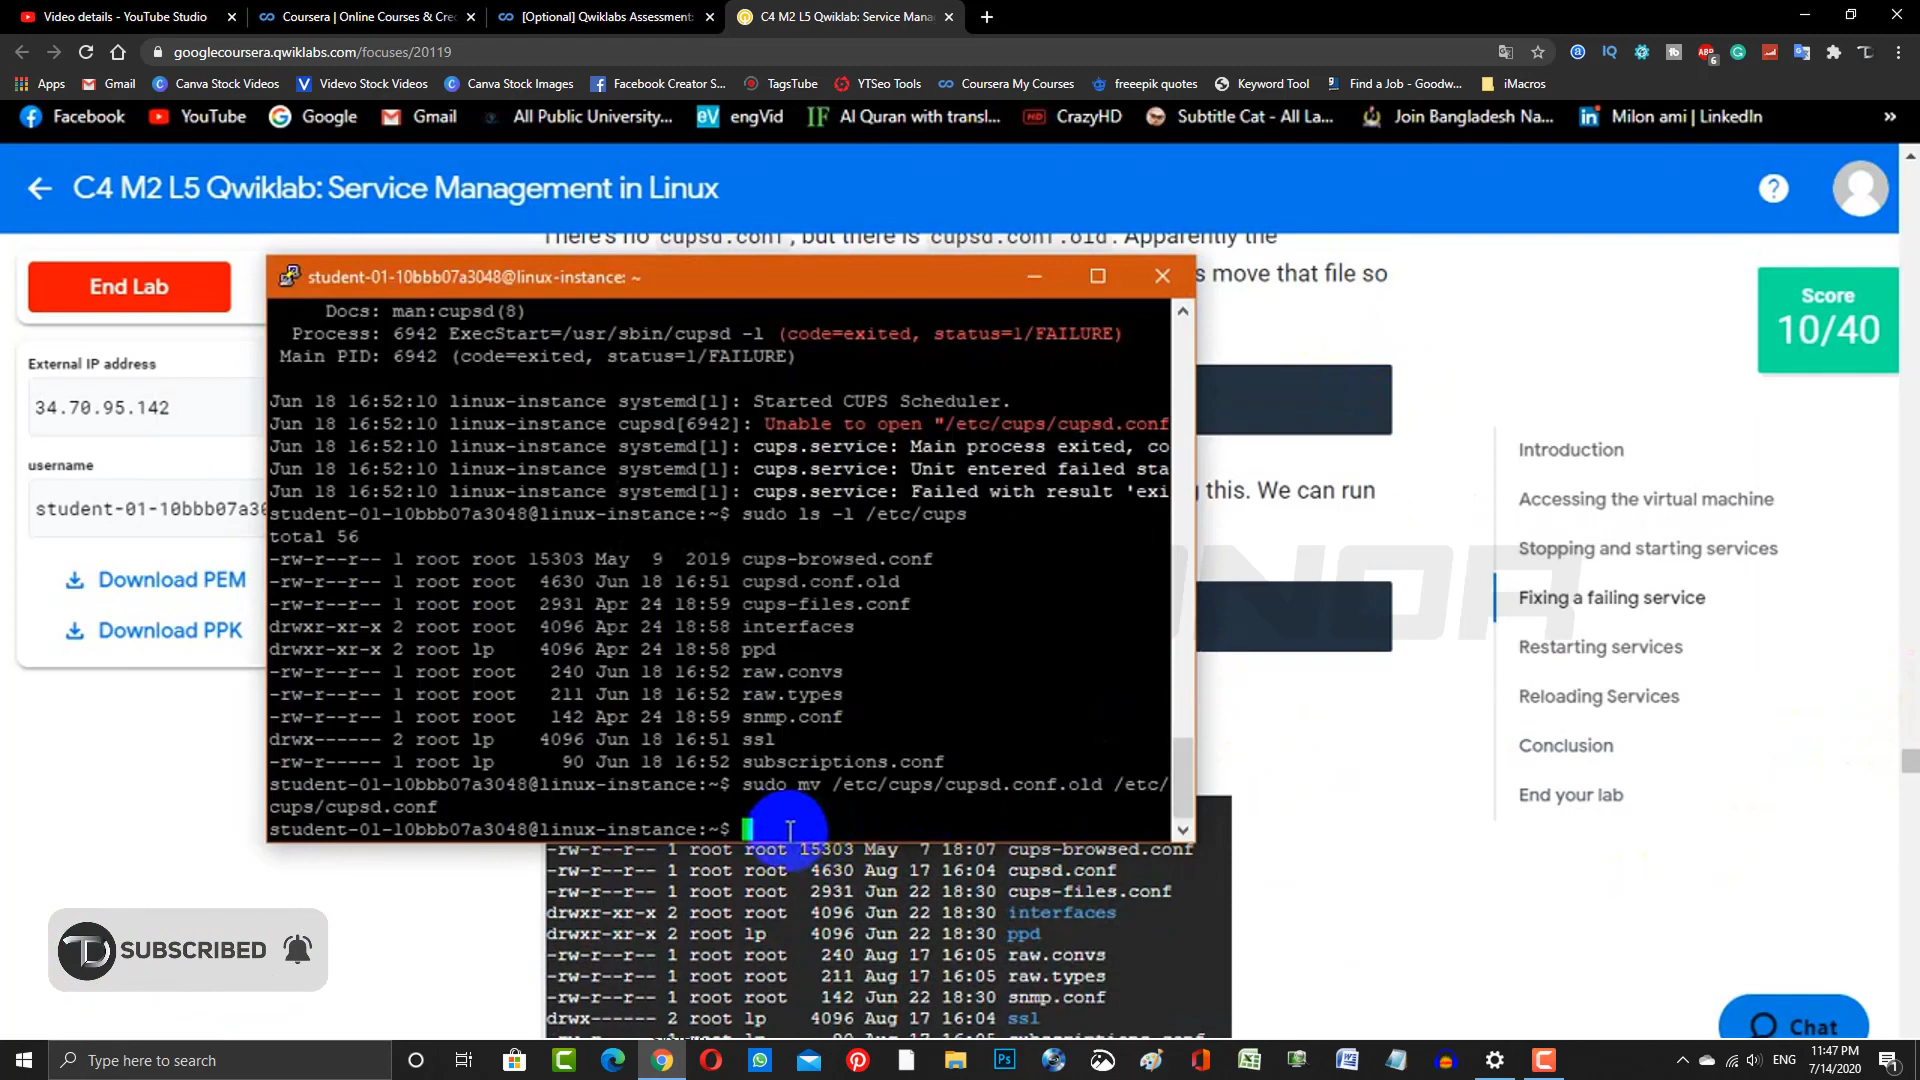 Video details - YouTube Studio
Coursera | Online Courses & Cre
[Optional] Qwiklabs Assessment:
C4 M2 L5 Qwiklab: Service Mana
googlecoursera.qwiklabs.com/focuses/20119
Apps
Gmail
Canva Stock Videos
Videvo Stock Videos
Canva Stock Images
Facebook Creator S...
TagsTube
YTSeo Tools
Coursera My Courses
freeepik quotes
Keyword Tool
Find a Job - Goodw...
iMacros
Facebook
YouTube
Google
Gmail
All Public University...
engVid
Al Quran with transl...
CrazyHD
Subtitle Cat - All La...
Join Bangladesh Na...
Milon ami | LinkedIn
C4 M2 L5 Qwiklab: Service Management in Linux
There's no cupsd.conf, but there is cupsd.conf.old. Apparently the
s move that file so
this. We can run
End Lab
External IP address
34.70.95.142
username
student-01-10bbb07a30
Download PEM
Download PPK
student-01-10bbb07a3048@linux-instance: ~
Docs: man:cupsd(8)
Process: 6942 ExecStart=/usr/sbin/cupsd -l (code=exited, status=1/FAILURE)
Main PID: 6942 (code=exited, status=1/FAILURE)
Jun 18 16:52:10 linux-instance systemd[1]: Started CUPS Scheduler.
Jun 18 16:52:10 linux-instance cupsd[6942]: Unable to open "/etc/cups/cupsd.conf
Jun 18 16:52:10 linux-instance systemd[1]: cups.service: Main process exited, co
Jun 18 16:52:10 linux-instance systemd[1]: cups.service: Unit entered failed sta
Jun 18 16:52:10 linux-instance systemd[1]: cups.service: Failed with result 'exi
student-01-10bbb07a3048@linux-instance:~$ sudo ls -l /etc/cups
total 56
-rw-r--r-- 1 root root 15303 May 9 2019 cups-browsed.conf
-rw-r--r-- 1 root root 4630 Jun 18 16:51 cupsd.conf.old
-rw-r--r-- 1 root root 2931 Apr 24 18:59 cups-files.conf
drwxr-xr-x 2 root root 4096 Apr 24 18:58 interfaces
drwxr-xr-x 2 root lp 4096 Apr 24 18:58 ppd
-rw-r--r-- 1 root root 240 Jun 18 16:52 raw.convs
-rw-r--r-- 1 root root 211 Jun 18 16:52 raw.types
-rw-r--r-- 1 root root 142 Apr 24 18:59 snmp.conf
drwx------ 2 root lp 4096 Jun 18 16:51 ssl
-rw-r----- 1 root lp 90 Jun 18 16:52 subscriptions.conf
student-01-10bbb07a3048@linux-instance:~$ sudo mv /etc/cups/cupsd.conf.old /etc/
cups/cupsd.conf
student-01-10bbb07a3048@linux-instance:~$
-rw-r--r-- 1 root root 15303 May 7 18:07 cups-browsed.conf
-rw-r--r-- 1 root root 4630 Aug 17 16:04 cupsd.conf
-rw-r--r-- 1 root root 2931 Jun 22 18:30 cups-files.conf
drwxr-xr-x 2 root root 4096 Jun 22 18:30 interfaces
drwxr-xr-x 2 root lp 4096 Jun 22 18:30 ppd
-rw-r--r-- 1 root root 240 Aug 17 16:05 raw.convs
-rw-r--r-- 1 root root 211 Aug 17 16:05 raw.types
-rw-r--r-- 1 root root 142 Jun 22 18:30 snmp.conf
drwx------ 2 root lp 4096 Aug 17 16:04 ssl
Score
10/40
Introduction
Accessing the virtual machine
Stopping and starting services
Fixing a failing service
Restarting services
Reloading Services
Conclusion
End your lab
SUBSCRIBED
Chat
Type here to search
ENG
11:47 PM
7/14/2020